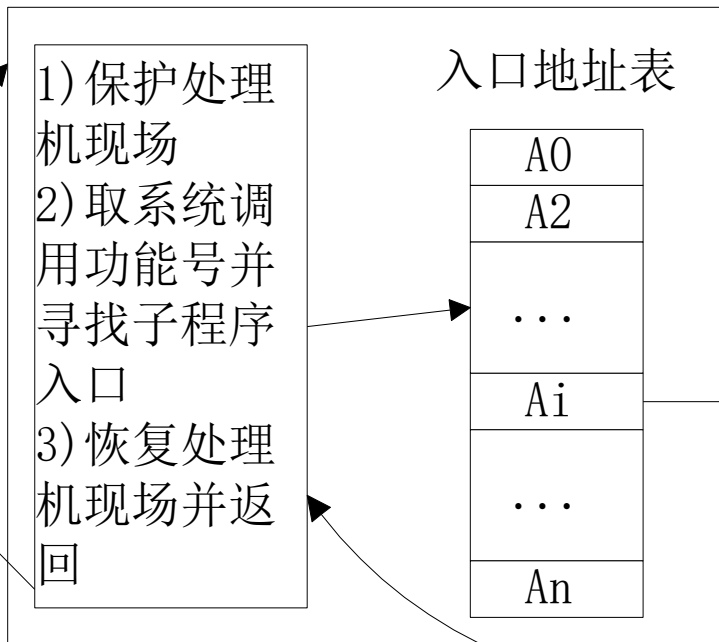 1)保护处理
机现场
2)取系统调
用功能号并
寻找子程序
入口
3)恢复处理
机现场并返
回
入口地址表
A0
A2
...
Ai
...
An